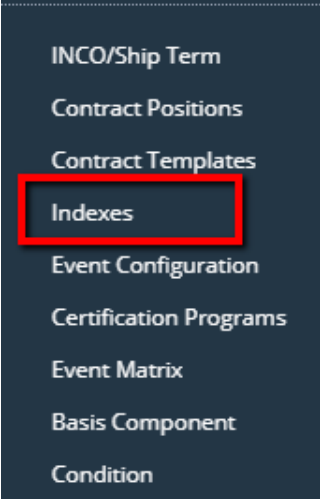 INCO/Ship Term
Contract Positions
Contract Templates
Indexes
Event Configuration
Certification Programs
Event Matrix
Basis Component
Condition